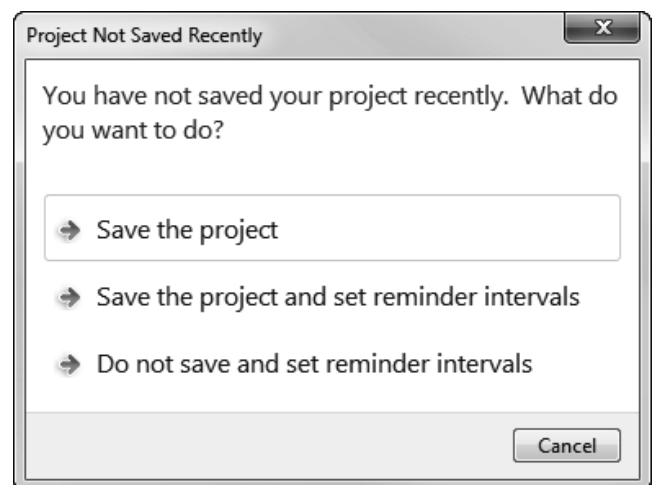 Project Not Saved Recently
You have not saved your project recently.  What do
you want to do?
Save the project
Save the project and set reminder intervals
Do not save and set reminder intervals
Cancel